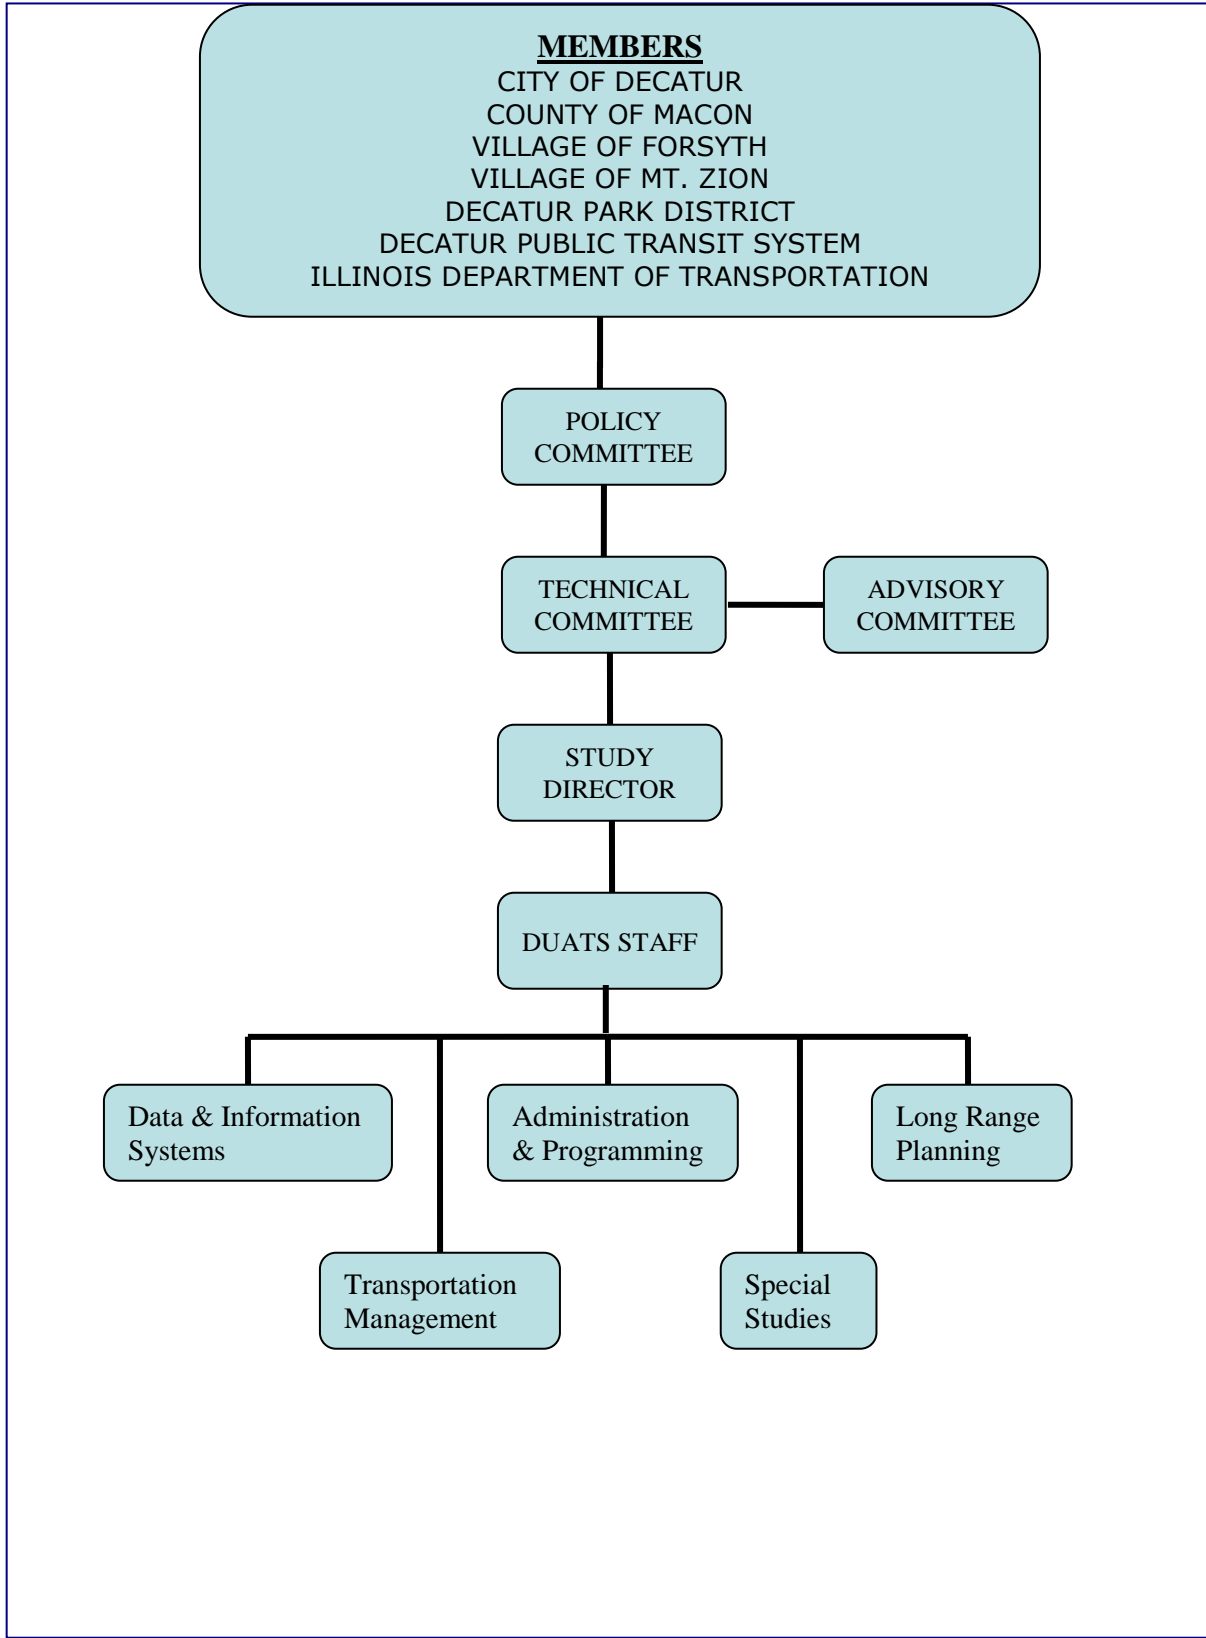 MEMBERS
CITY OF DECATUR
COUNTY OF MACON
VILLAGE OF FORSYTH
VILLAGE OF MT. ZION
DECATUR PARK DISTRICT
DECATUR PUBLIC TRANSIT SYSTEM
ILLINOIS DEPARTMENT OF TRANSPORTATION
POLICY
COMMITTEE
TECHNICAL
COMMITTEE
ADVISORY
COMMITTEE
STUDY
DIRECTOR
DUATS STAFF
Data & Information
Systems
Administration
& Programming
Long Range
Planning
Transportation
Management
Special
Studies